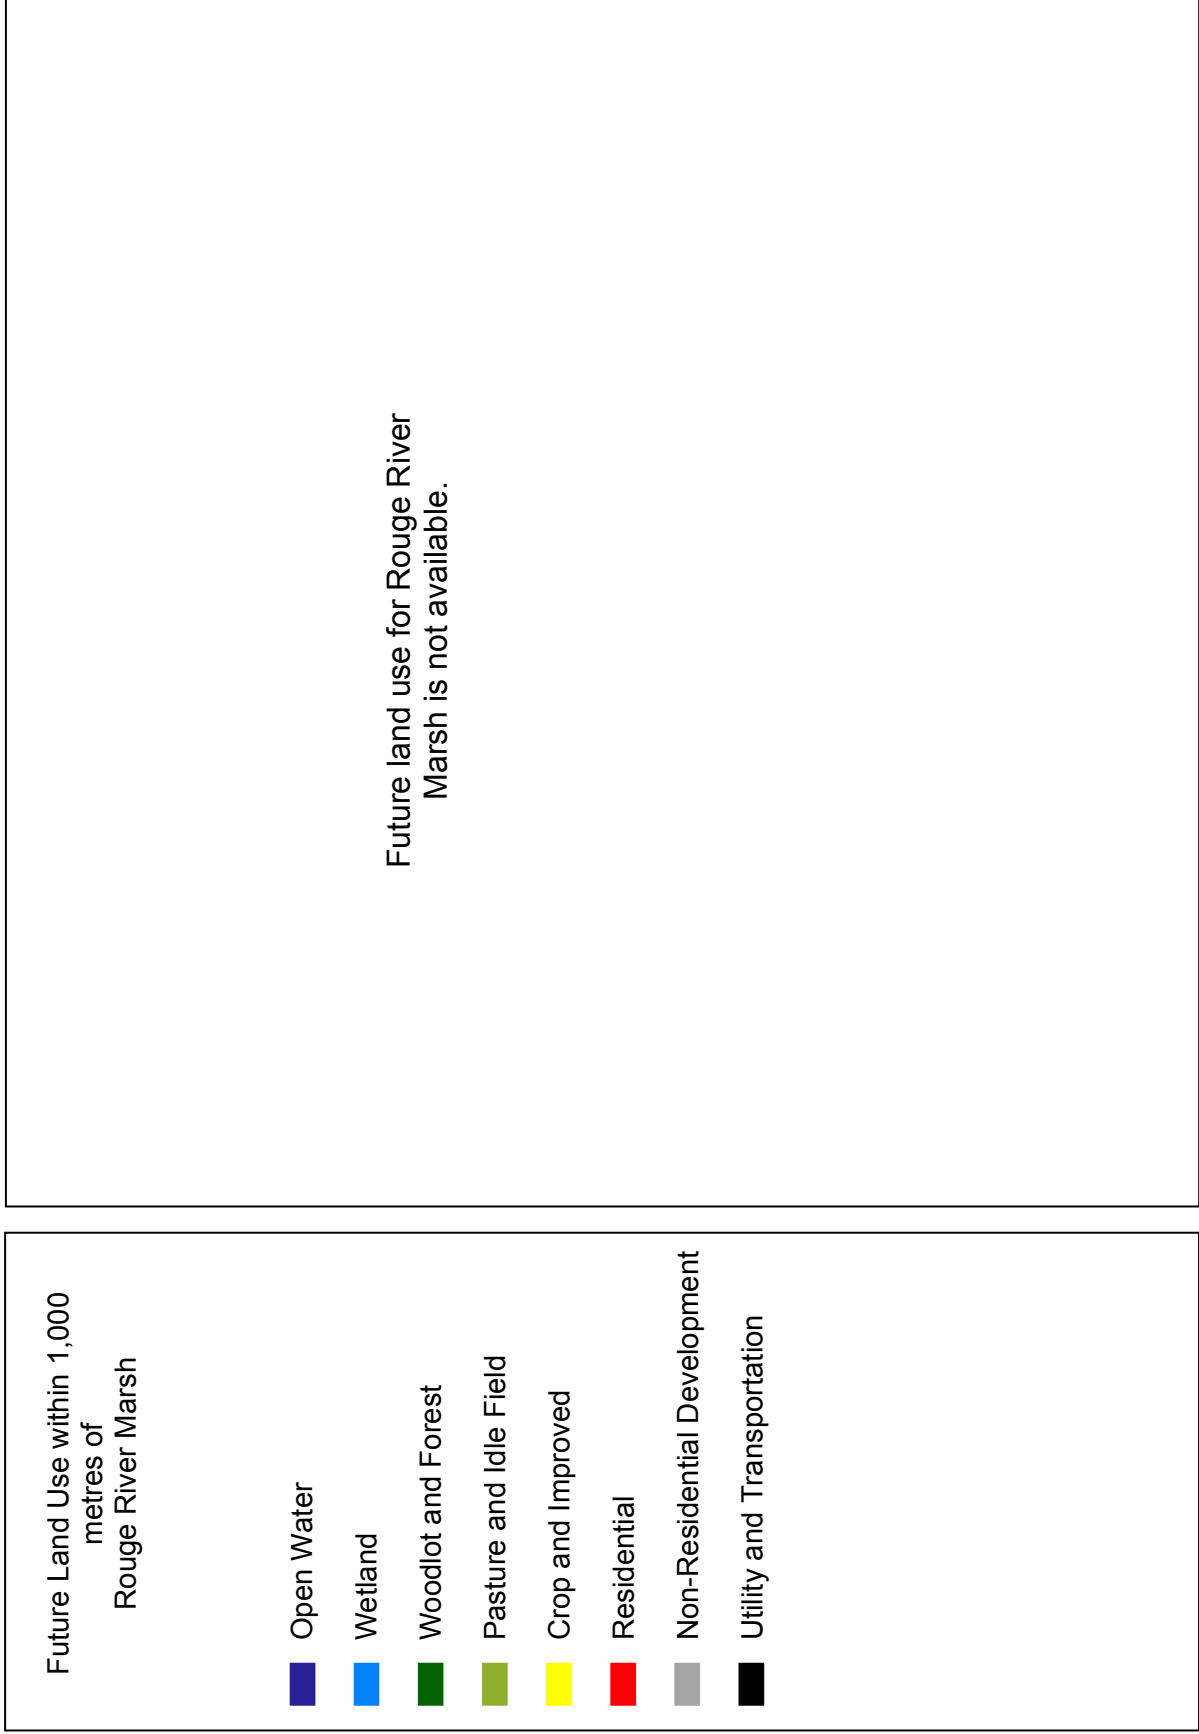 Future Land Use within 1,000
metres of
Rouge River Marsh
Open Water
Wetland
Woodlot and Forest
Pasture and Idle Field
Crop and Improved
Residential
Non-Residential Development
Utility and Transportation
Future land use for Rouge River
Marsh is not available.